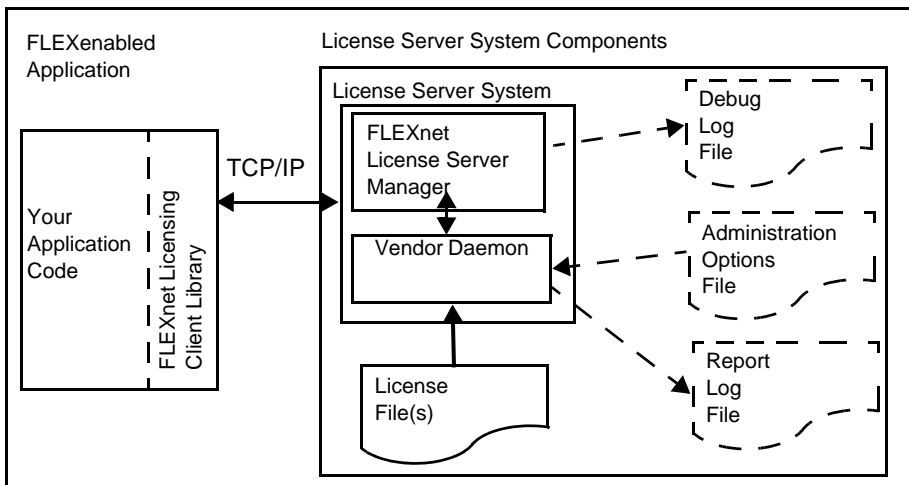 FLEXenabled
Application
License Server System Components
License Server System
FLEXnet
License Server
Manager
TCP/IP
Your
Application
Code
FLEXnet Licensing
Client Library
Vendor Daemon
License
File(s)
Debug
Log
File
Administration
Options
File
Report
Log
File